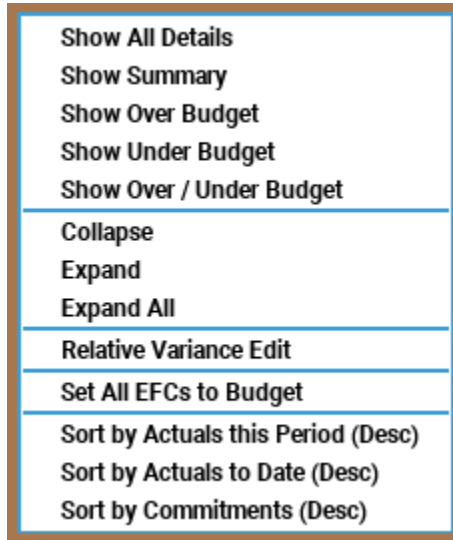 Show All Details
Show Summary
Show Over Budget
Show Under Budget
Show Over / Under Budget
Collapse
Expand
Expand All
Relative Variance Edit
Set All EFCs to Budget
Sort by Actuals this Period (Desc)
Sort by Actuals to Date (Desc)
Sort by Commitments (Desc)